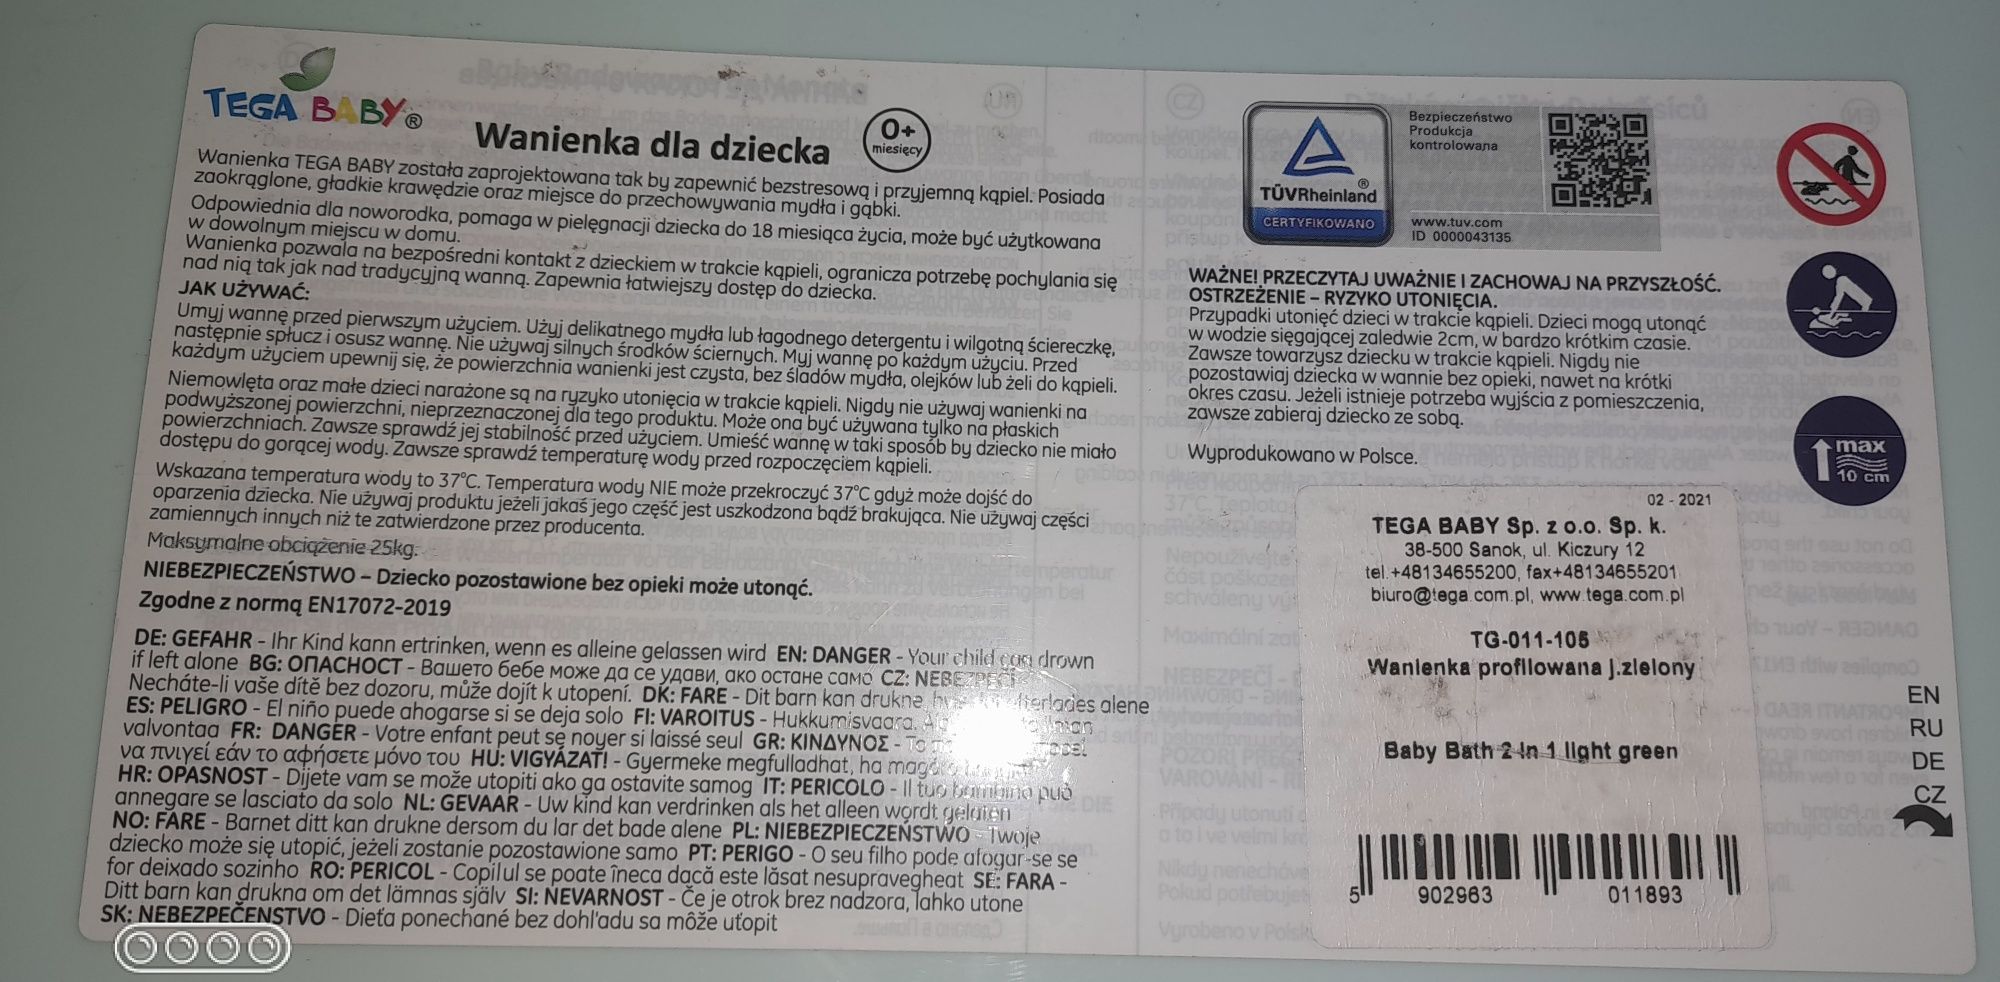 TEGA BABY®
Wanienka dla dziecka
0+
miesięcy
Wanienka TEGA BABY została zaprojektowana tak by zapewnić bezstresową i przyjemną kąpiel. Posiada
zaokrąglone, gładkie krawędzie oraz miejsce do przechowywania mydła i gąbki.
Odpowiednia dla noworodka, pomaga w pielęgnacji dziecka do 18 miesiąca życia, może być użytkowana
w dowolnym miejscu w domu.
Wanienka pozwala na bezpośredni kontakt z dzieckiem w trakcie kąpieli, ogranicza potrzebę pochylania się
nad nią tak jak nad tradycyjną wanną. Zapewnia łatwiejszy dostęp do dziecka.
JAK UŻYWAĆ:
Umyj wannę przed pierwszym użyciem. Użyj delikatnego mydła lub łagodnego detergentu i wilgotną ściereczkę,
następnie spłucz i osusz wannę. Nie używaj silnych środków ściernych. Myj wannę po każdym użyciu. Przed
każdym użyciem upewnij się, że powierzchnia wanienki jest czysta, bez śladów mydła, olejków lub żeli do kąpieli.
Niemowlęta oraz małe dzieci narażone są na ryzyko utonięcia w trakcie kąpieli. Nigdy nie używaj wanienki na
podwyższonej powierzchni, nieprzeznaczonej dla tego produktu. Może ona być używana tylko na płaskich
powierzchniach. Zawsze sprawdź jej stabilność przed użyciem. Umieść wannę w taki sposób by dziecko nie miało
dostępu do gorącej wody. Zawsze sprawdź temperaturę wody przed rozpoczęciem kąpieli.
Wskazana temperatura wody to 37°C. Temperatura wody NIE może przekroczyć 37°C gdyż może dojść do
oparzenia dziecka. Nie używaj produktu jeżeli jakaś jego część jest uszkodzona bądź brakująca. Nie używaj części
zamiennych innych niż te zatwierdzone przez producenta.
Maksymalne obciążenie 25kg.
NIEBEZPIECZEŃSTWO – Dziecko pozostawione bez opieki może utonąć.
Zgodne z normą EN17072-2019
DE: GEFAHR - Ihr Kind kann ertrinken, wenn es alleine gelassen wird EN: DANGER - Your child can drown
if left alone BG: ОПАСНОСТ - Вашето бебе може да се удави, ако остане само CZ: NEBEZPEČÍ
Necháte-li vaše dítě bez dozoru, může dojít k utopení. DK: FARE - Dit barn kan drukne, efterlades alene
ES: PELIGRO - El niño puede ahogarse si se deja solo FI: VAROITUS - Hukkumisvaara. ilman
valvontaa FR: DANGER - Votre enfant peut se noyer si laissé seul GR: ΚΙΝΔΥΝΟΣ - Το μπορεί
να πνιγεί εάν το αφήσετε μόνο του HU: VIGYÁZAT! - Gyermeke megfulladhat, ha magára
HR: OPASNOST - Dijete vam se može utopiti ako ga ostavite samog IT: PERICOLO - Il tuo bambino può
annegare se lasciato da solo NL: GEVAAR - Uw kind kan verdrinken als het alleen wordt gelaten
NO: FARE - Barnet ditt kan drukne dersom du lar det bade alene PL: NIEBEZPIECZEŃSTWO - Twoje
dziecko może się utopić, jeżeli zostanie pozostawione samo PT: PERIGO - O seu filho pode afogar-se se
for deixado sozinho RO: PERICOL - Copilul se poate îneca dacă este lăsat nesupravegheat SE: FARA -
Ditt barn kan drukna om det lämnas själv SI: NEVARNOST - Če je otrok brez nadzora, lahko utone
SK: NEBEZPEČENSTVO - Dieťa ponechané bez dohľadu sa môže utopit
TÜVRheinland®
CERTYFIKOWANO
Bezpieczeństwo
Produkcja
kontrolowana
www.tuv.com
ID 0000043135
WAŻNE! PRZECZYTAJ UWAŻNIE I ZACHOWAJ NA PRZYSZŁOŚĆ.
OSTRZEŻENIE – RYZYKO UTONIĘCIA.
Przypadki utonięć dzieci w trakcie kąpieli. Dzieci mogą utonąć
w wodzie sięgającej zaledwie 2cm, w bardzo krótkim czasie.
Zawsze towarzysz dziecku w trakcie kąpieli. Nigdy nie
pozostawiaj dziecka w wannie bez opieki, nawet na krótki
okres czasu. Jeżeli istnieje potrzeba wyjścia z pomieszczenia,
zawsze zabieraj dziecko ze sobą.
Wyprodukowano w Polsce.
max
10 cm
02 - 2021
TEGA BABY Sp. z o.o. Sp. k.
38-500 Sanok, ul. Kiczury 12
tel.+48134655200, fax+48134655201
biuro@tega.com.pl, www.tega.com.pl
TG-011-105
Wanienka profilowana j.zielony
Baby Bath 2 in 1 light green
5 902963 011893
EN
RU
DE
CZ